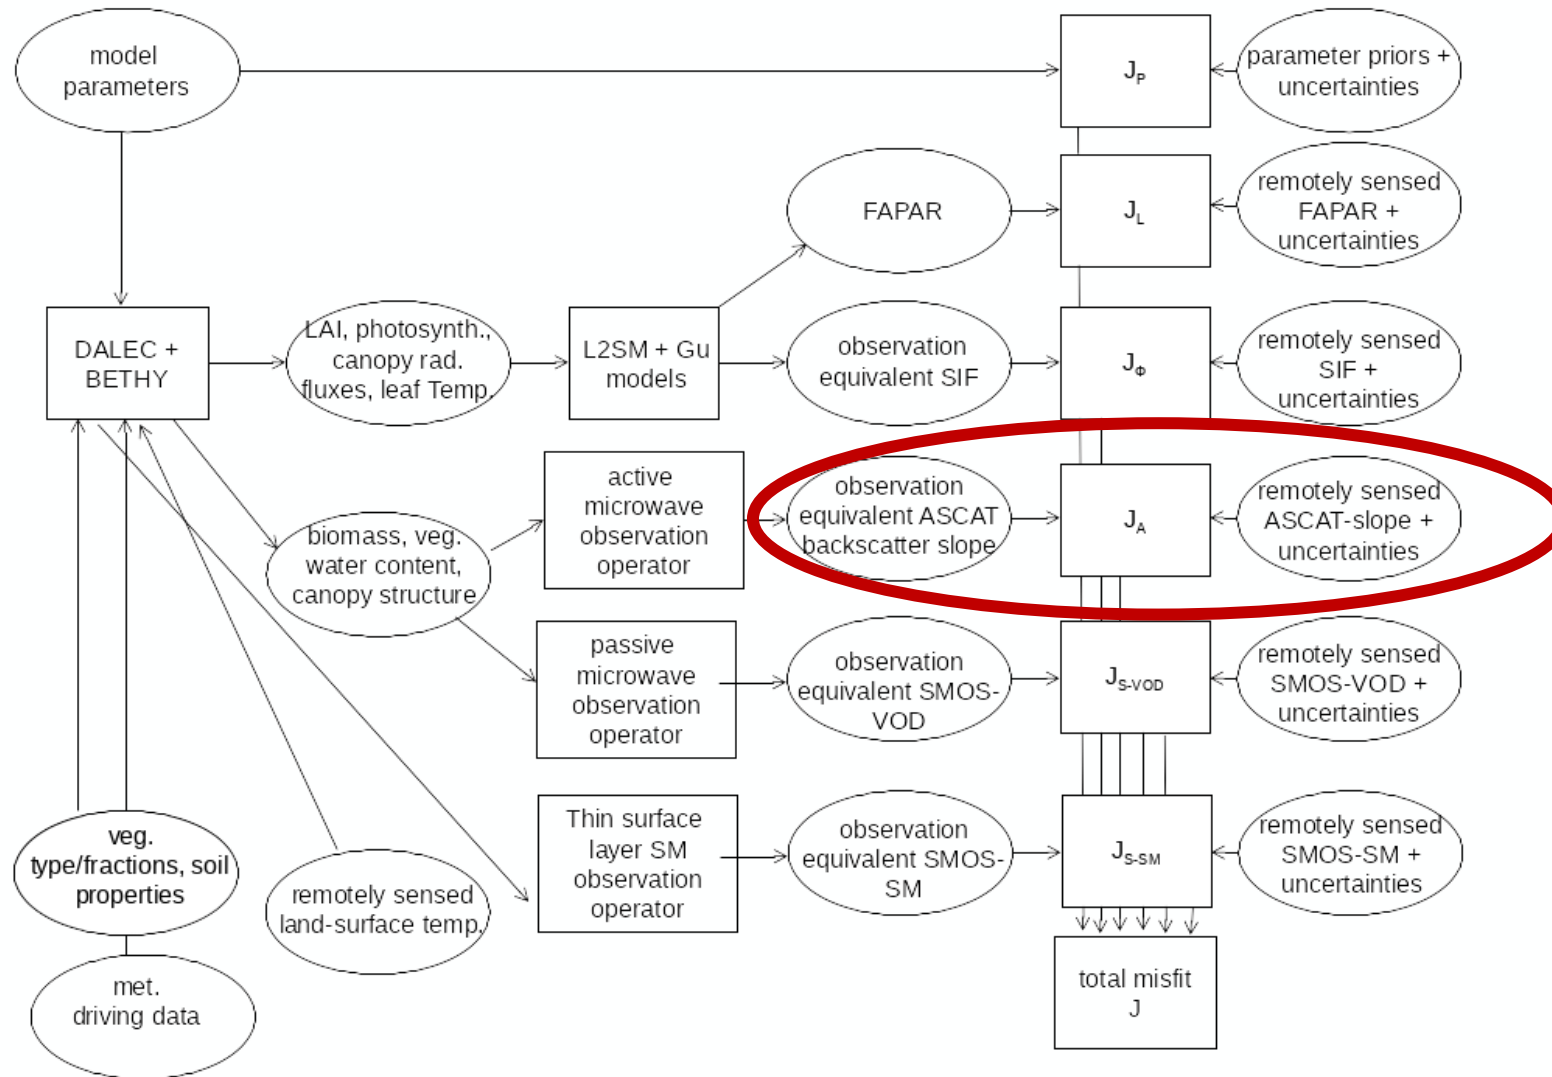 model
parameters
J_P
parameter priors +
uncertainties
FAPAR
J_L
remotely sensed
FAPAR +
uncertainties
DALEC +
BETHY
LAI, photosynth.,
canopy rad.
fluxes, leaf Temp.
L2SM + Gu
models
observation
equivalent SIF
J_Φ
remotely sensed
SIF +
uncertainties
active
microwave
observation
operator
observation
equivalent ASCAT
backscatter slope
J_A
remotely sensed
ASCAT-slope +
uncertainties
biomass, veg.
water content,
canopy structure
passive
microwave
observation
operator
observation
equivalent SMOS-
VOD
J_S-VOD
remotely sensed
SMOS-VOD +
uncertainties
veg.
type/fractions, soil
properties
remotely sensed
land-surface temp.
Thin surface
layer SM
observation
operator
observation
equivalent SMOS-
SM
J_S-SM
remotely sensed
SMOS-SM +
uncertainties
met.
driving data
total misfit
J